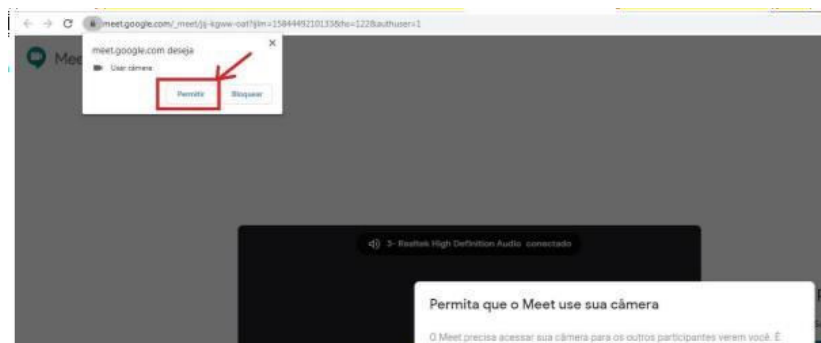 meet.google.com/_meet/jij-kgww-oat?ijlm=1584449210133&hs=122&authuser=1
meet.google.com deseja
Usar câmera
Permitir
Bloquear
Mee
3- Realtek High Definition Audio conectado
Permita que o Meet use sua câmera
O Meet precisa acessar sua câmera para os outros participantes verem você. É